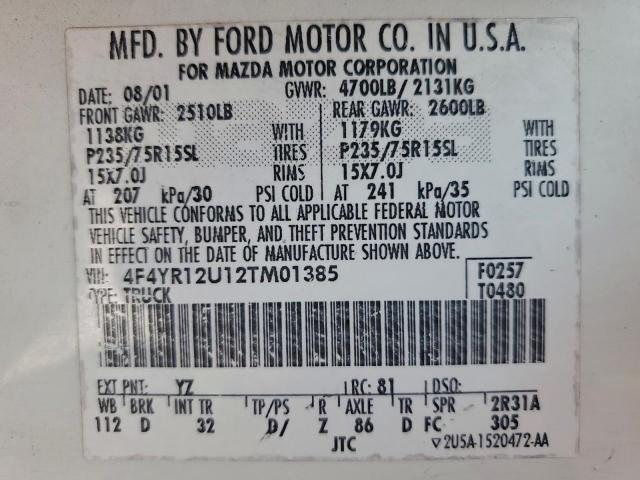 MFD. BY FORD MOTOR CO. IN U.S.A.
FOR MAZDA MOTOR CORPORATION
DATE: 08/01 GVWR: 4700LB/ 2131KG
FRONT GAWR: 2510LB REAR GAWR: 2600LB
1138KG WITH 1179KG WITH
P235/75R15SL TIRES P235/75R15SL TIRES
15X7.0J RIMS 15X7.0J RIMS
AT 207 kPa/30 PSI COLD AT 241 kPa/35 PSI COLD
THIS VEHICLE CONFORMS TO ALL APPLICABLE FEDERAL MOTOR
VEHICLE SAFETY, BUMPER, AND THEFT PREVENTION STANDARDS
IN EFFECT ON THE DATE OF MANUFACTURE SHOWN ABOVE.
VIN: 4F4YR12U12TM01385 F0257
TYPE: TRUCK T0480
EXT PNT: YZ RC: 81 DSO:
WB BRK INT TR TP/PS R AXLE TR SPR 2R31A
112 D 32 D/ Z 86 D FC 305
JTC ▽2U5A-1520472-AA